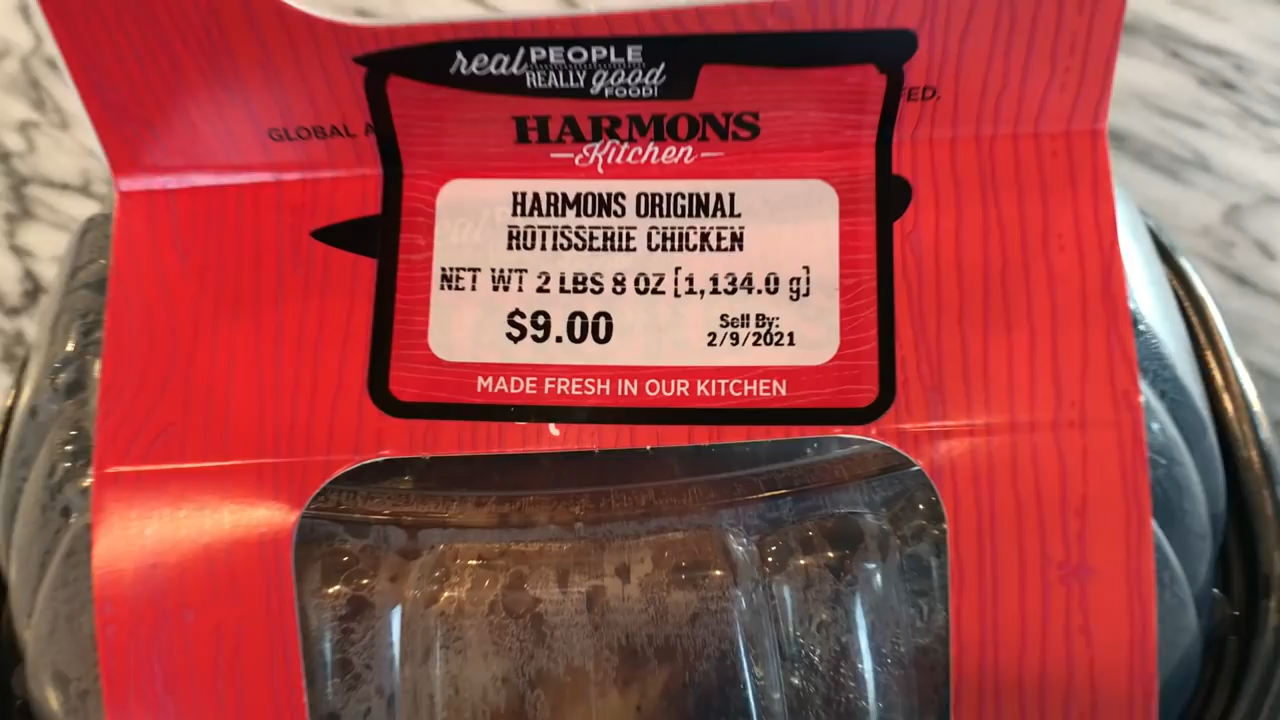 real PEOPLE
REALLY good
FOOD!
GLOBAL
HARMONS
Kitchen
HARMONS ORIGINAL
ROTISSERIE CHICKEN
NET WT 2 LBS 8 OZ [1,134.0 g]
$9.00
Sell By:
2/9/2021
MADE FRESH IN OUR KITCHEN